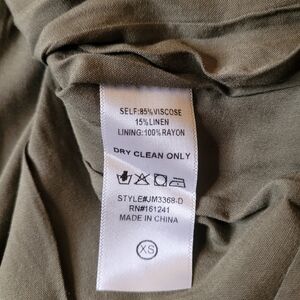 SELF:85%VISCOSE
15%LINEN
LINING:100%RAYON
DRY CLEAN ONLY
STYLE#JM3368-D
RN#161241
MADE IN CHINA
XS